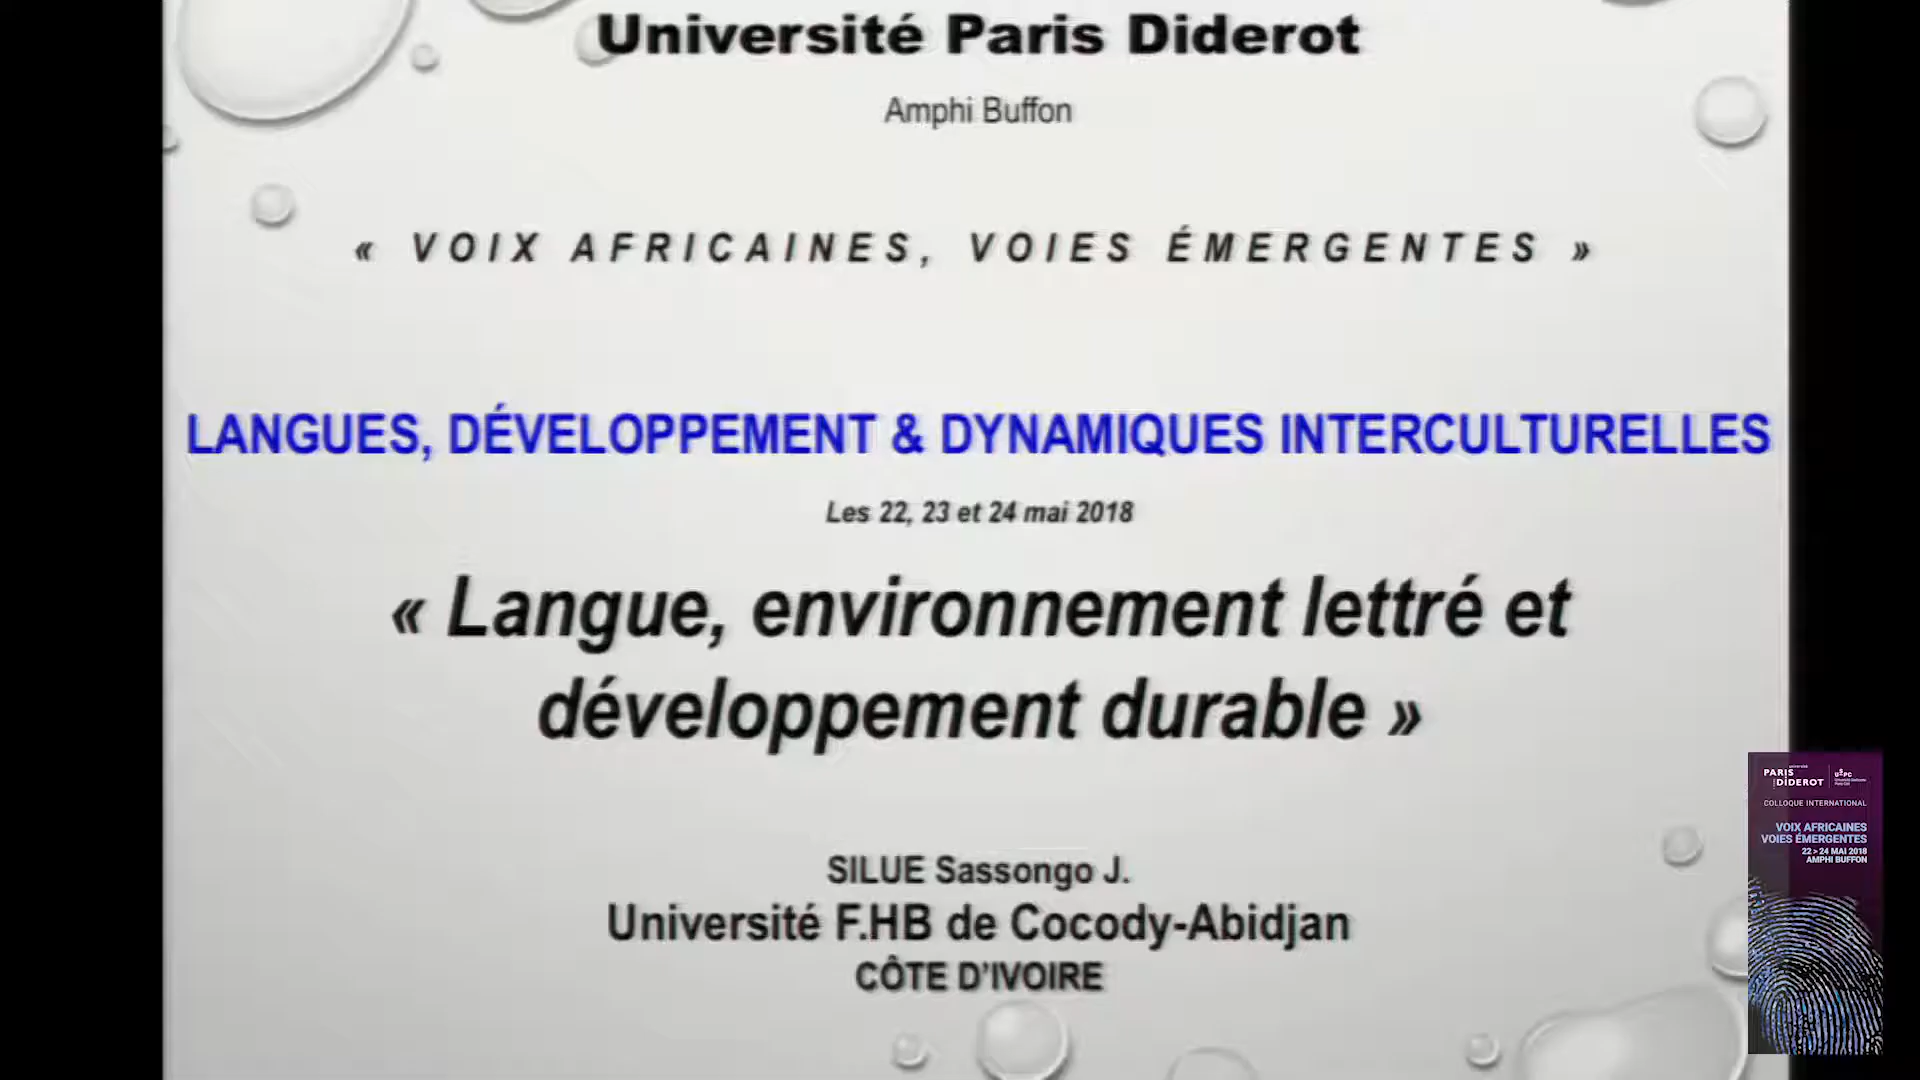 Université Paris Diderot
Amphi Buffon
« VOIX AFRICAINES, VOIES ÉMERGENTES »
LANGUES, DÉVELOPPEMENT & DYNAMIQUES INTERCULTURELLES
Les 22, 23 et 24 mai 2018
« Langue, environnement lettré et
développement durable »
SILUE Sassongo J.
Université F.HB de Cocody-Abidjan
CÔTE D’IVOIRE
université
PARIS
DIDEROT
U2PC
COLLOQUE INTERNATIONAL
VOIX AFRICAINES
VOIES ÉMERGENTES
22 > 24 MAI 2018
AMPHI BUFFON